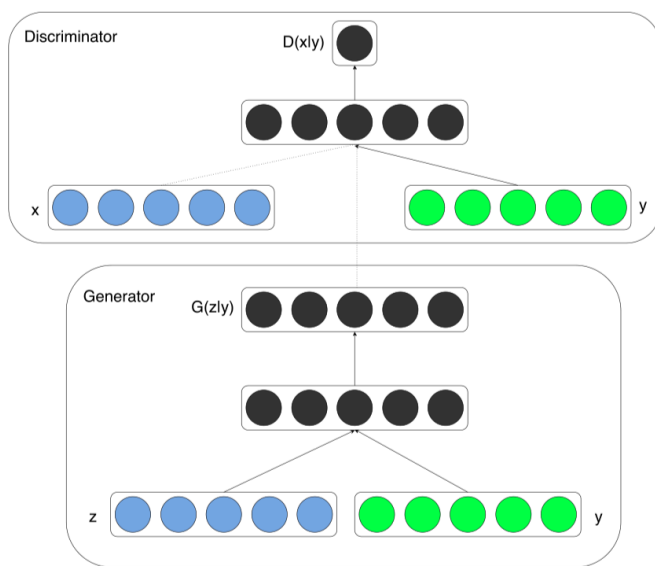 Discriminator
D(x|y)
x
y
Generator
G(z|y)
z
y